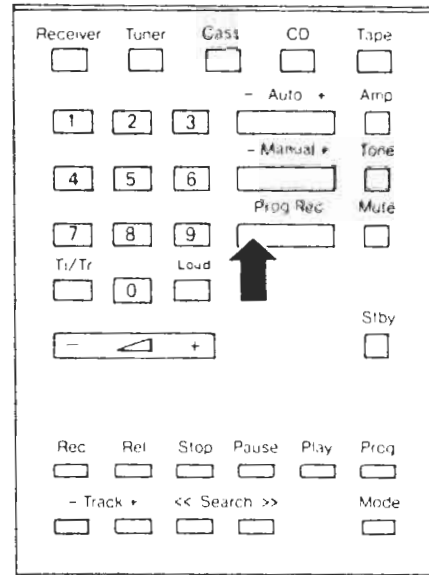 Receiver Tuner Cass CD Tape
- Auto + Amp
1 2 3
- Manual + Tone
4 5 6
Prog Rec Mute
7 8 9
Ti/Tr Loud
0
Stby
- +
Rec Rel Stop Pause Play Prog
- Track + << Search >> Mode